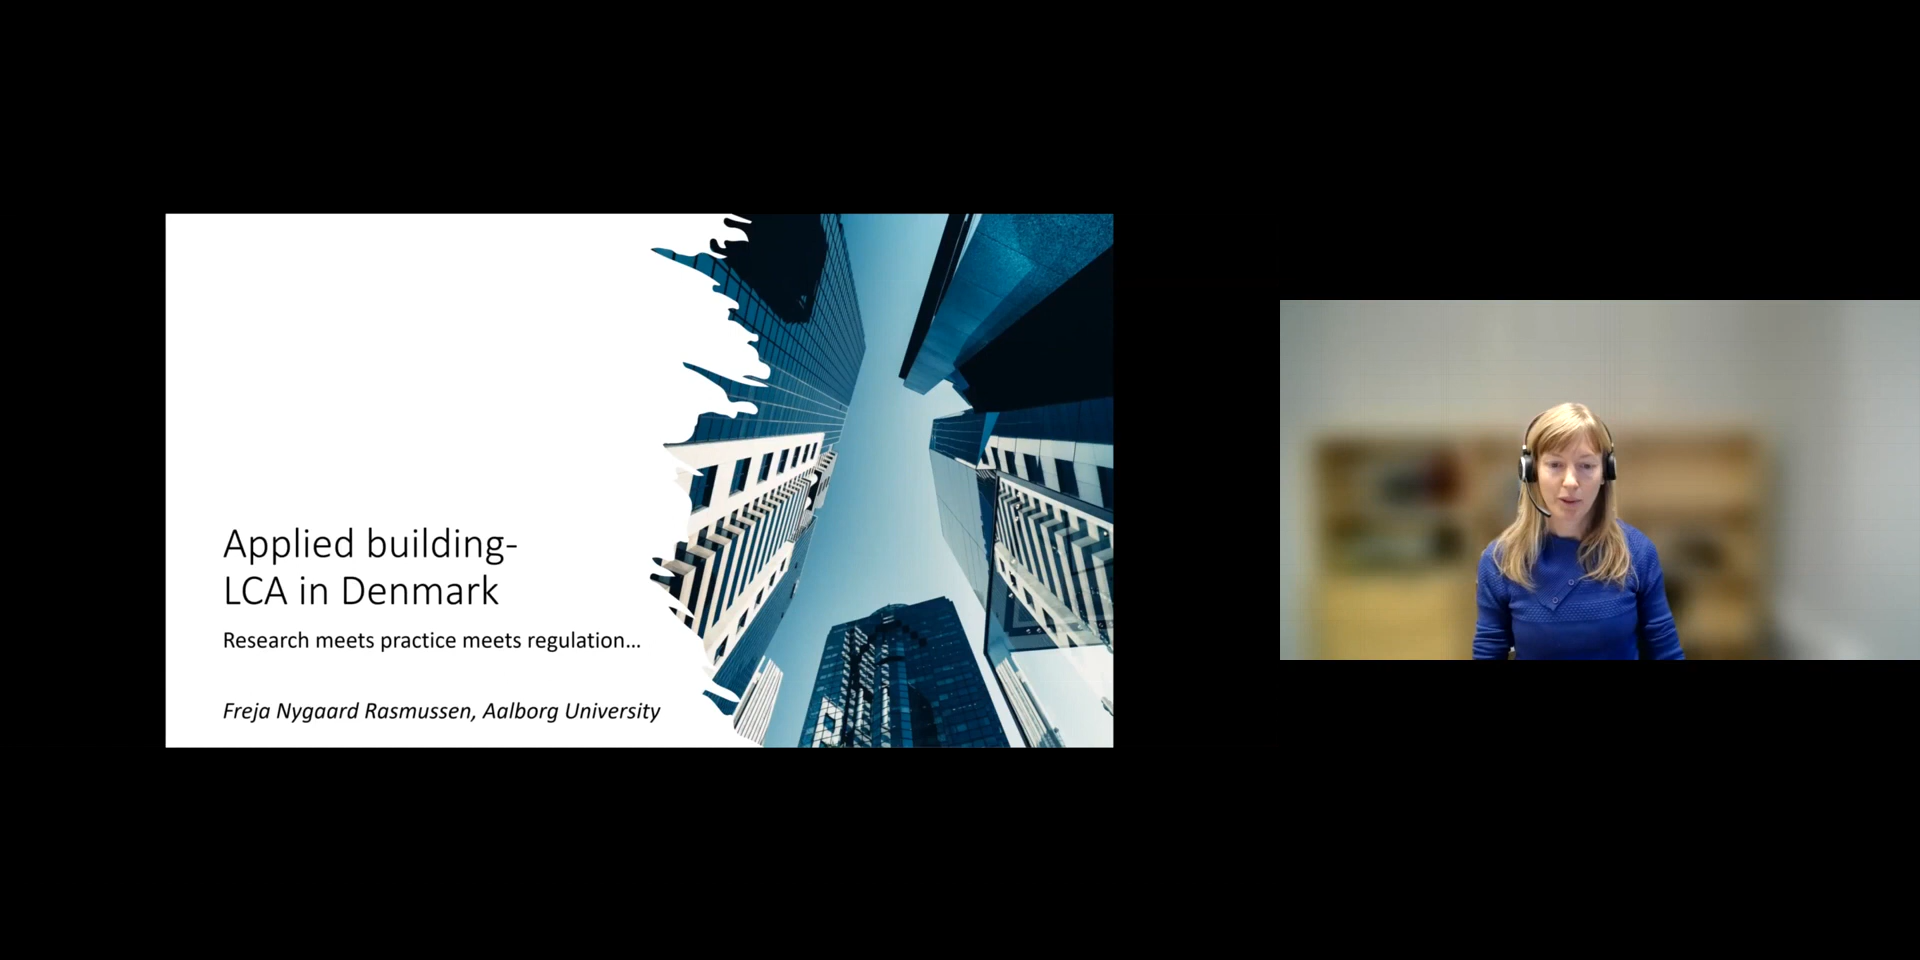 Applied building-
LCA in Denmark
Research meets practice meets regulation...
Freja Nygaard Rasmussen, Aalborg University